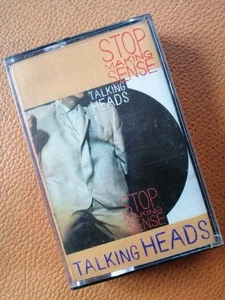 STOP
MAKING
SENSE
TALKING
HEADS
STOP
MAKING
SENSE
TALKING HEADS